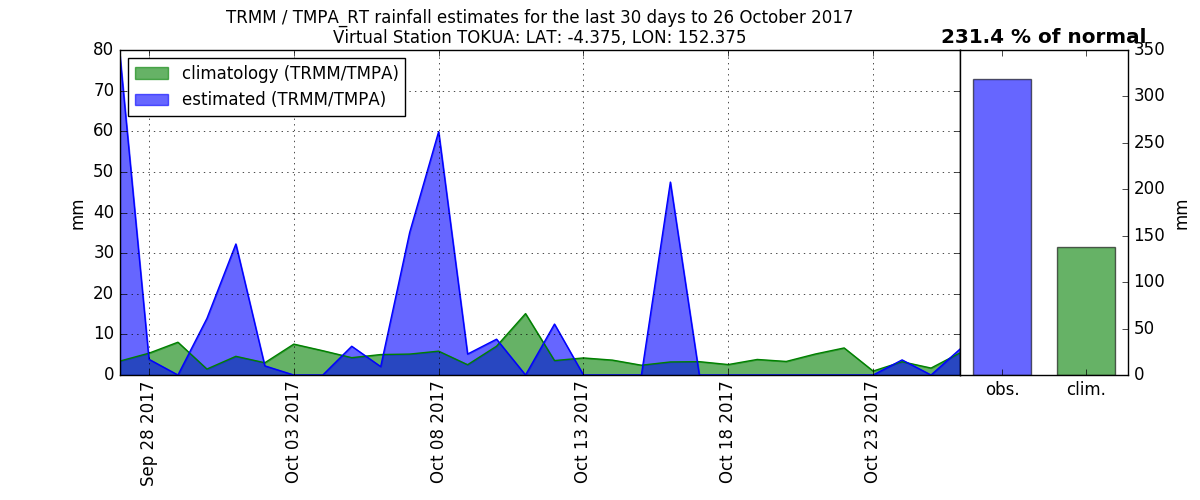 TRMM / TMPA_RT rainfall estimates for the last 30 days to 26 October 2017
Virtual Station TOKUA: LAT: -4.375, LON: 152.375
231.4 % of normal
climatology (TRMM/TMPA)
estimated (TRMM/TMPA)
80
70
60
50
40
30
20
10
0
mm
Sep 28 2017
Oct 03 2017
Oct 08 2017
Oct 13 2017
Oct 18 2017
Oct 23 2017
350
300
250
200
150
100
50
0
mm
obs.
clim.